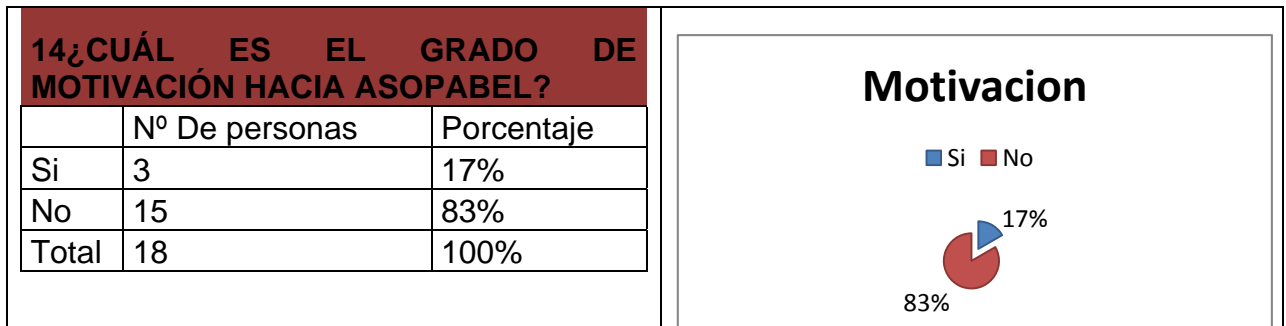 14¿CUÁL ES EL GRADO DE
MOTIVACIÓN HACIA ASOPABEL?
Nº De personas Porcentaje
Si 3 17%
No 15 83%
Total 18 100%
Motivacion
Si No
17%
83%